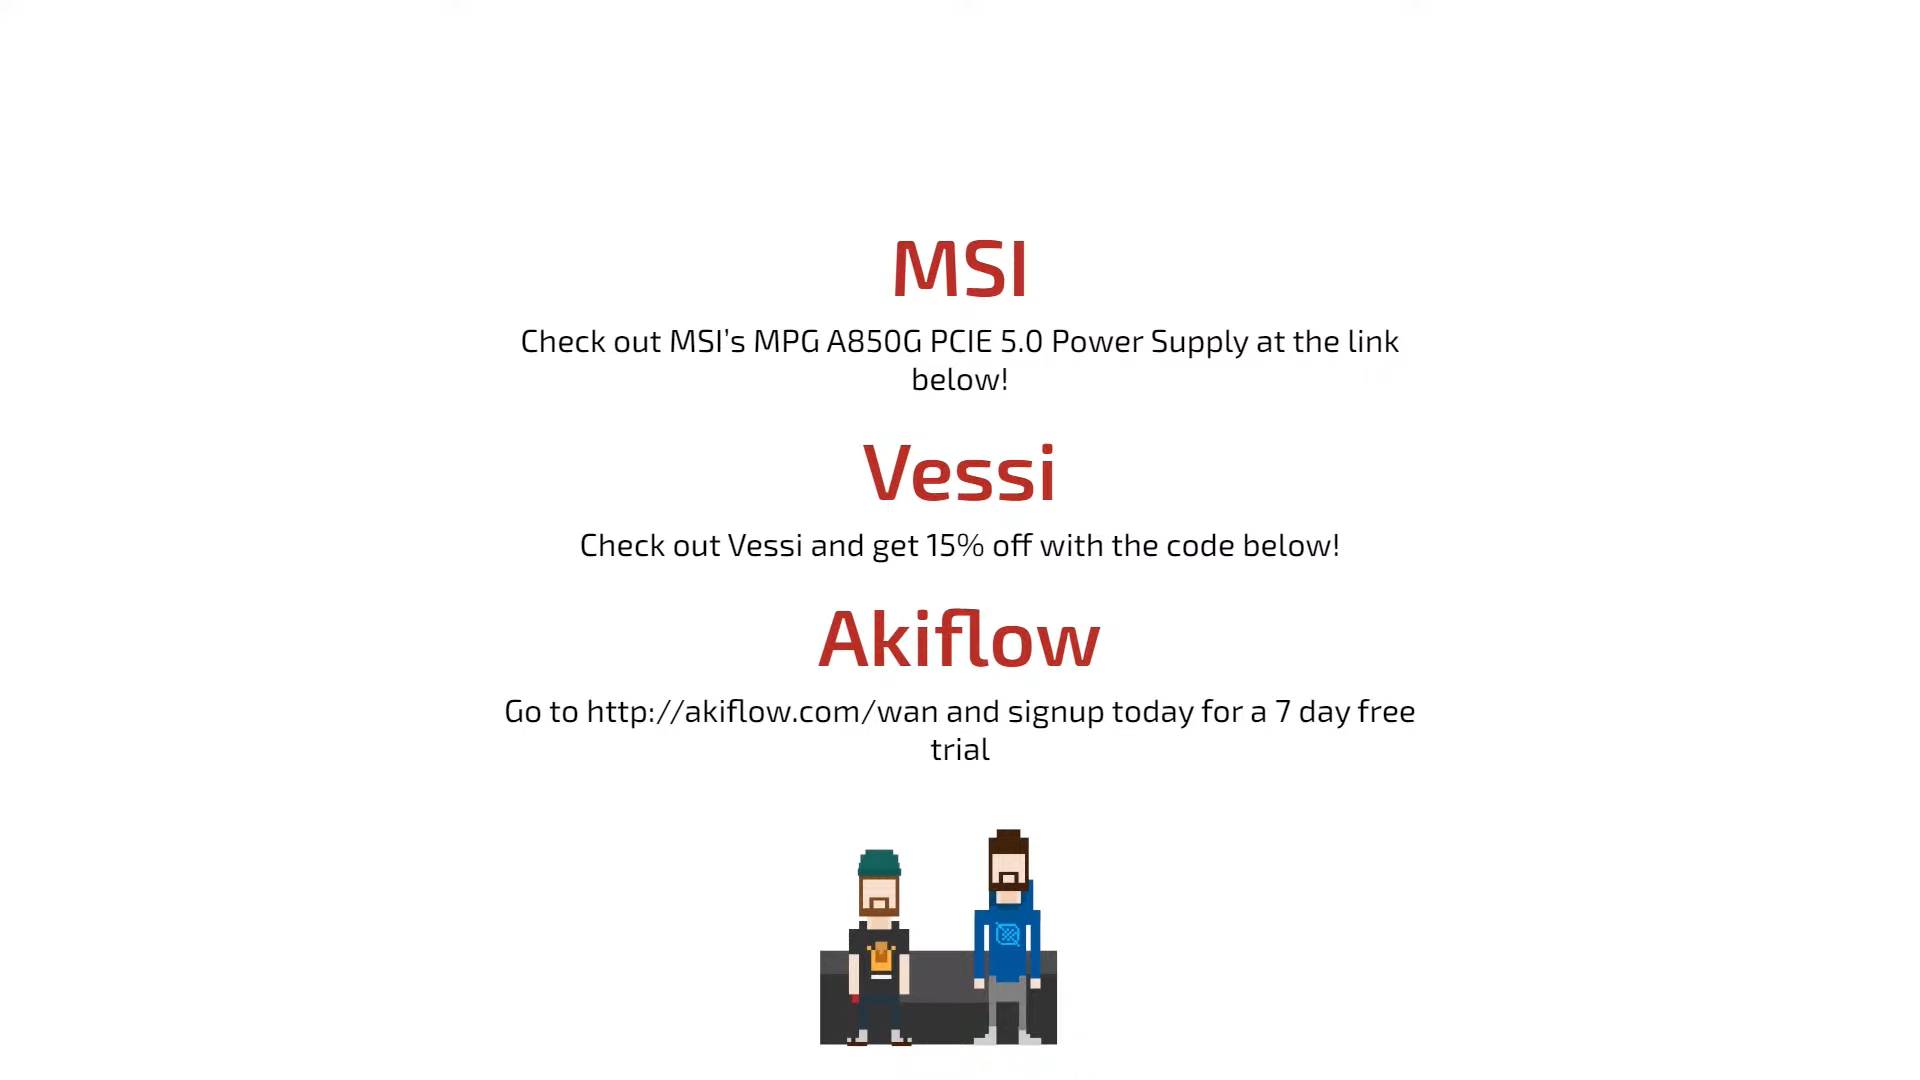 MSI
Check out MSI's MPG A850G PCIE 5.0 Power Supply at the link
below!
Vessi
Check out Vessi and get 15% off with the code below!
Akiflow
Go to http://akiflow.com/wan and signup today for a 7 day free
trial